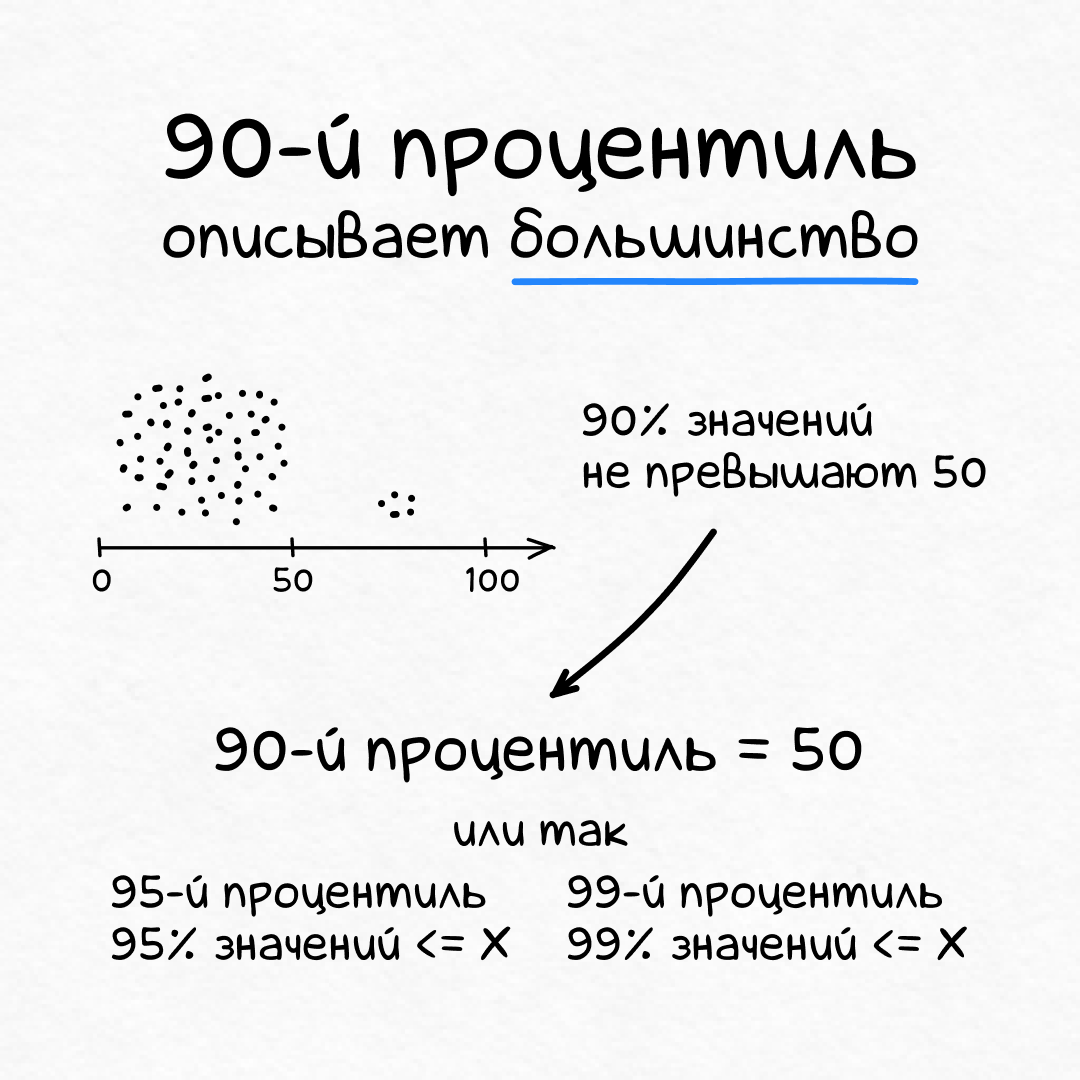 90-й процентиль
описывает большинство
90% значений
не превышают 50
0 50 100
90-й процентиль = 50
или так
95-й процентиль 99-й процентиль
95% значений <= X 99% значений <= X